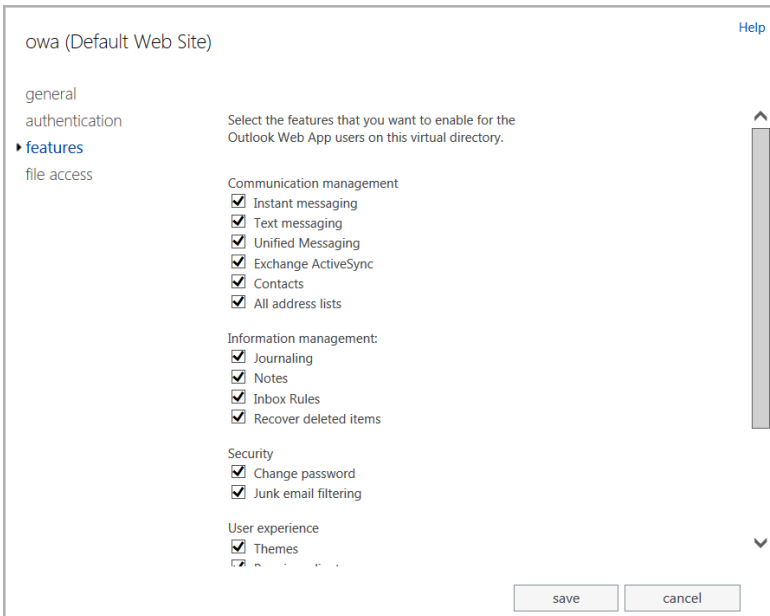 Help
owa (Default Web Site)
general
authentication
features
file access
Select the features that you want to enable for the
Outlook Web App users on this virtual directory.
Communication management
Instant messaging
Text messaging
Unified Messaging
Exchange ActiveSync
Contacts
All address lists
Information management:
Journaling
Notes
Inbox Rules
Recover deleted items
Security
Change password
Junk email filtering
User experience
Themes
save
cancel